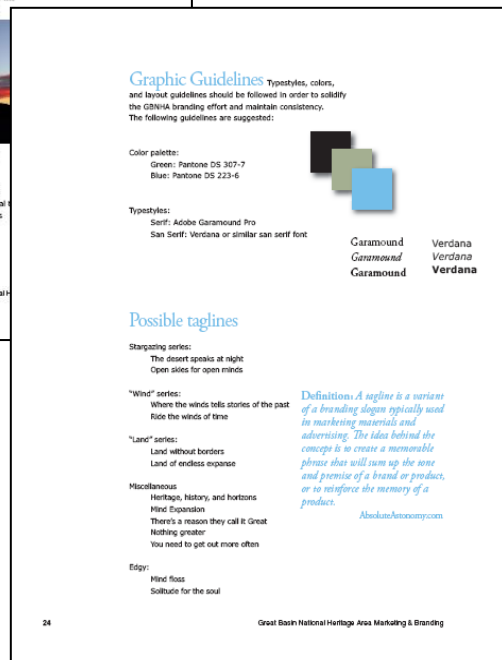 Graphic Guidelines Typestyles, colors,
and layout guidelines should be followed in order to solidify
the GBNHA branding effort and maintain consistency.
The following guidelines are suggested:
Color palette:
Green: Pantone DS 307-7
Blue: Pantone DS 223-6
Typestyles:
Serif: Adobe Garamound Pro
San Serif: Verdana or similar san serif font
Garamound
Garamound
Garamound
Verdana
Verdana
Verdana
Possible taglines
Stargazing series:
The desert speaks at night
Open skies for open minds
"Wind" series:
Where the winds tells stories of the past
Ride the winds of time
"Land" series:
Land without borders
Land of endless expanse
Miscellaneous
Heritage, history, and horizons
Mind Expansion
There's a reason they call it Great
Nothing greater
You need to get out more often
Edgy:
Mind floss
Solitude for the soul
Definition: A tagline is a variant
of a branding slogan typically used
in marketing materials and
advertising. The idea behind the
concept is to create a memorable
phrase that will sum up the tone
and premise of a brand or product,
or to reinforce the memory of a
product.
AbsoluteAstonomy.com
24
Great Basin National Heritage Area Marketing & Branding